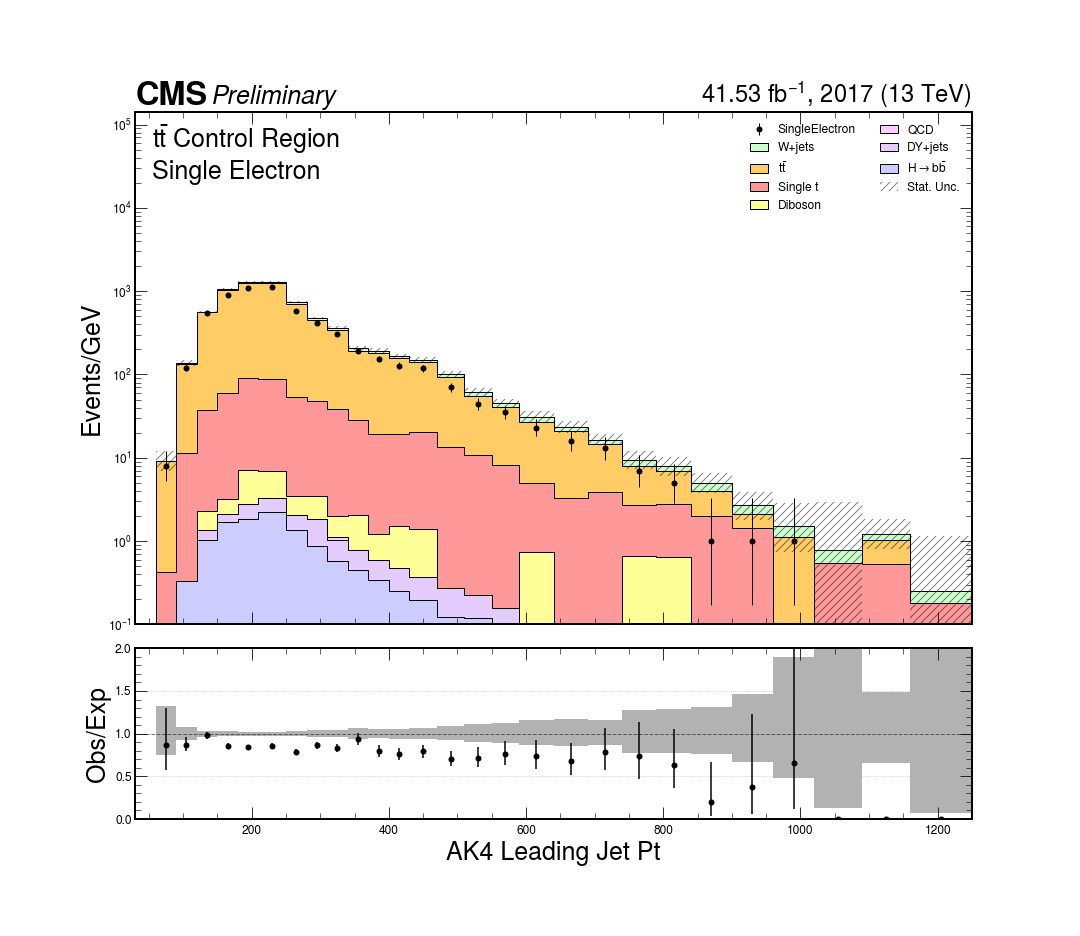 CMS Preliminary
41.53 fb⁻¹, 2017 (13 TeV)
tt̄ Control Region
Single Electron
SingleElectron
W+jets
tt̄
Single t
Diboson
QCD
DY+jets
H→bb̄
Stat. Unc.
Events/GeV
10⁵
10⁴
10³
10²
10¹
10⁰
10⁻¹
Obs/Exp
2.0
1.5
1.0
0.5
0.0
200 400 600 800 1000 1200
AK4 Leading Jet Pt